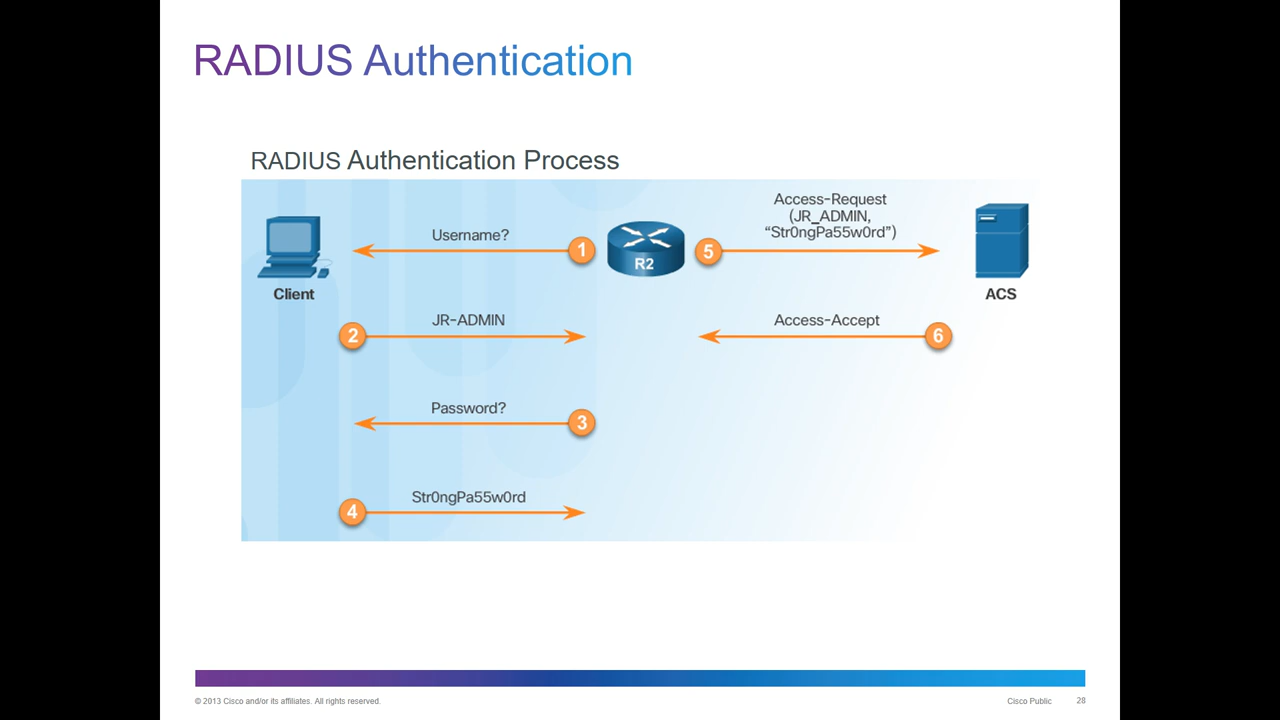 RADIUS Authentication
RADIUS Authentication Process
Client
Username?
1
R2
5
Access-Request
(JR_ADMIN,
“Str0ngPa55w0rd”)
ACS
2
JR-ADMIN
Access-Accept
6
Password?
3
4
Str0ngPa55w0rd
© 2013 Cisco and/or its affiliates. All rights reserved.
Cisco Public
28